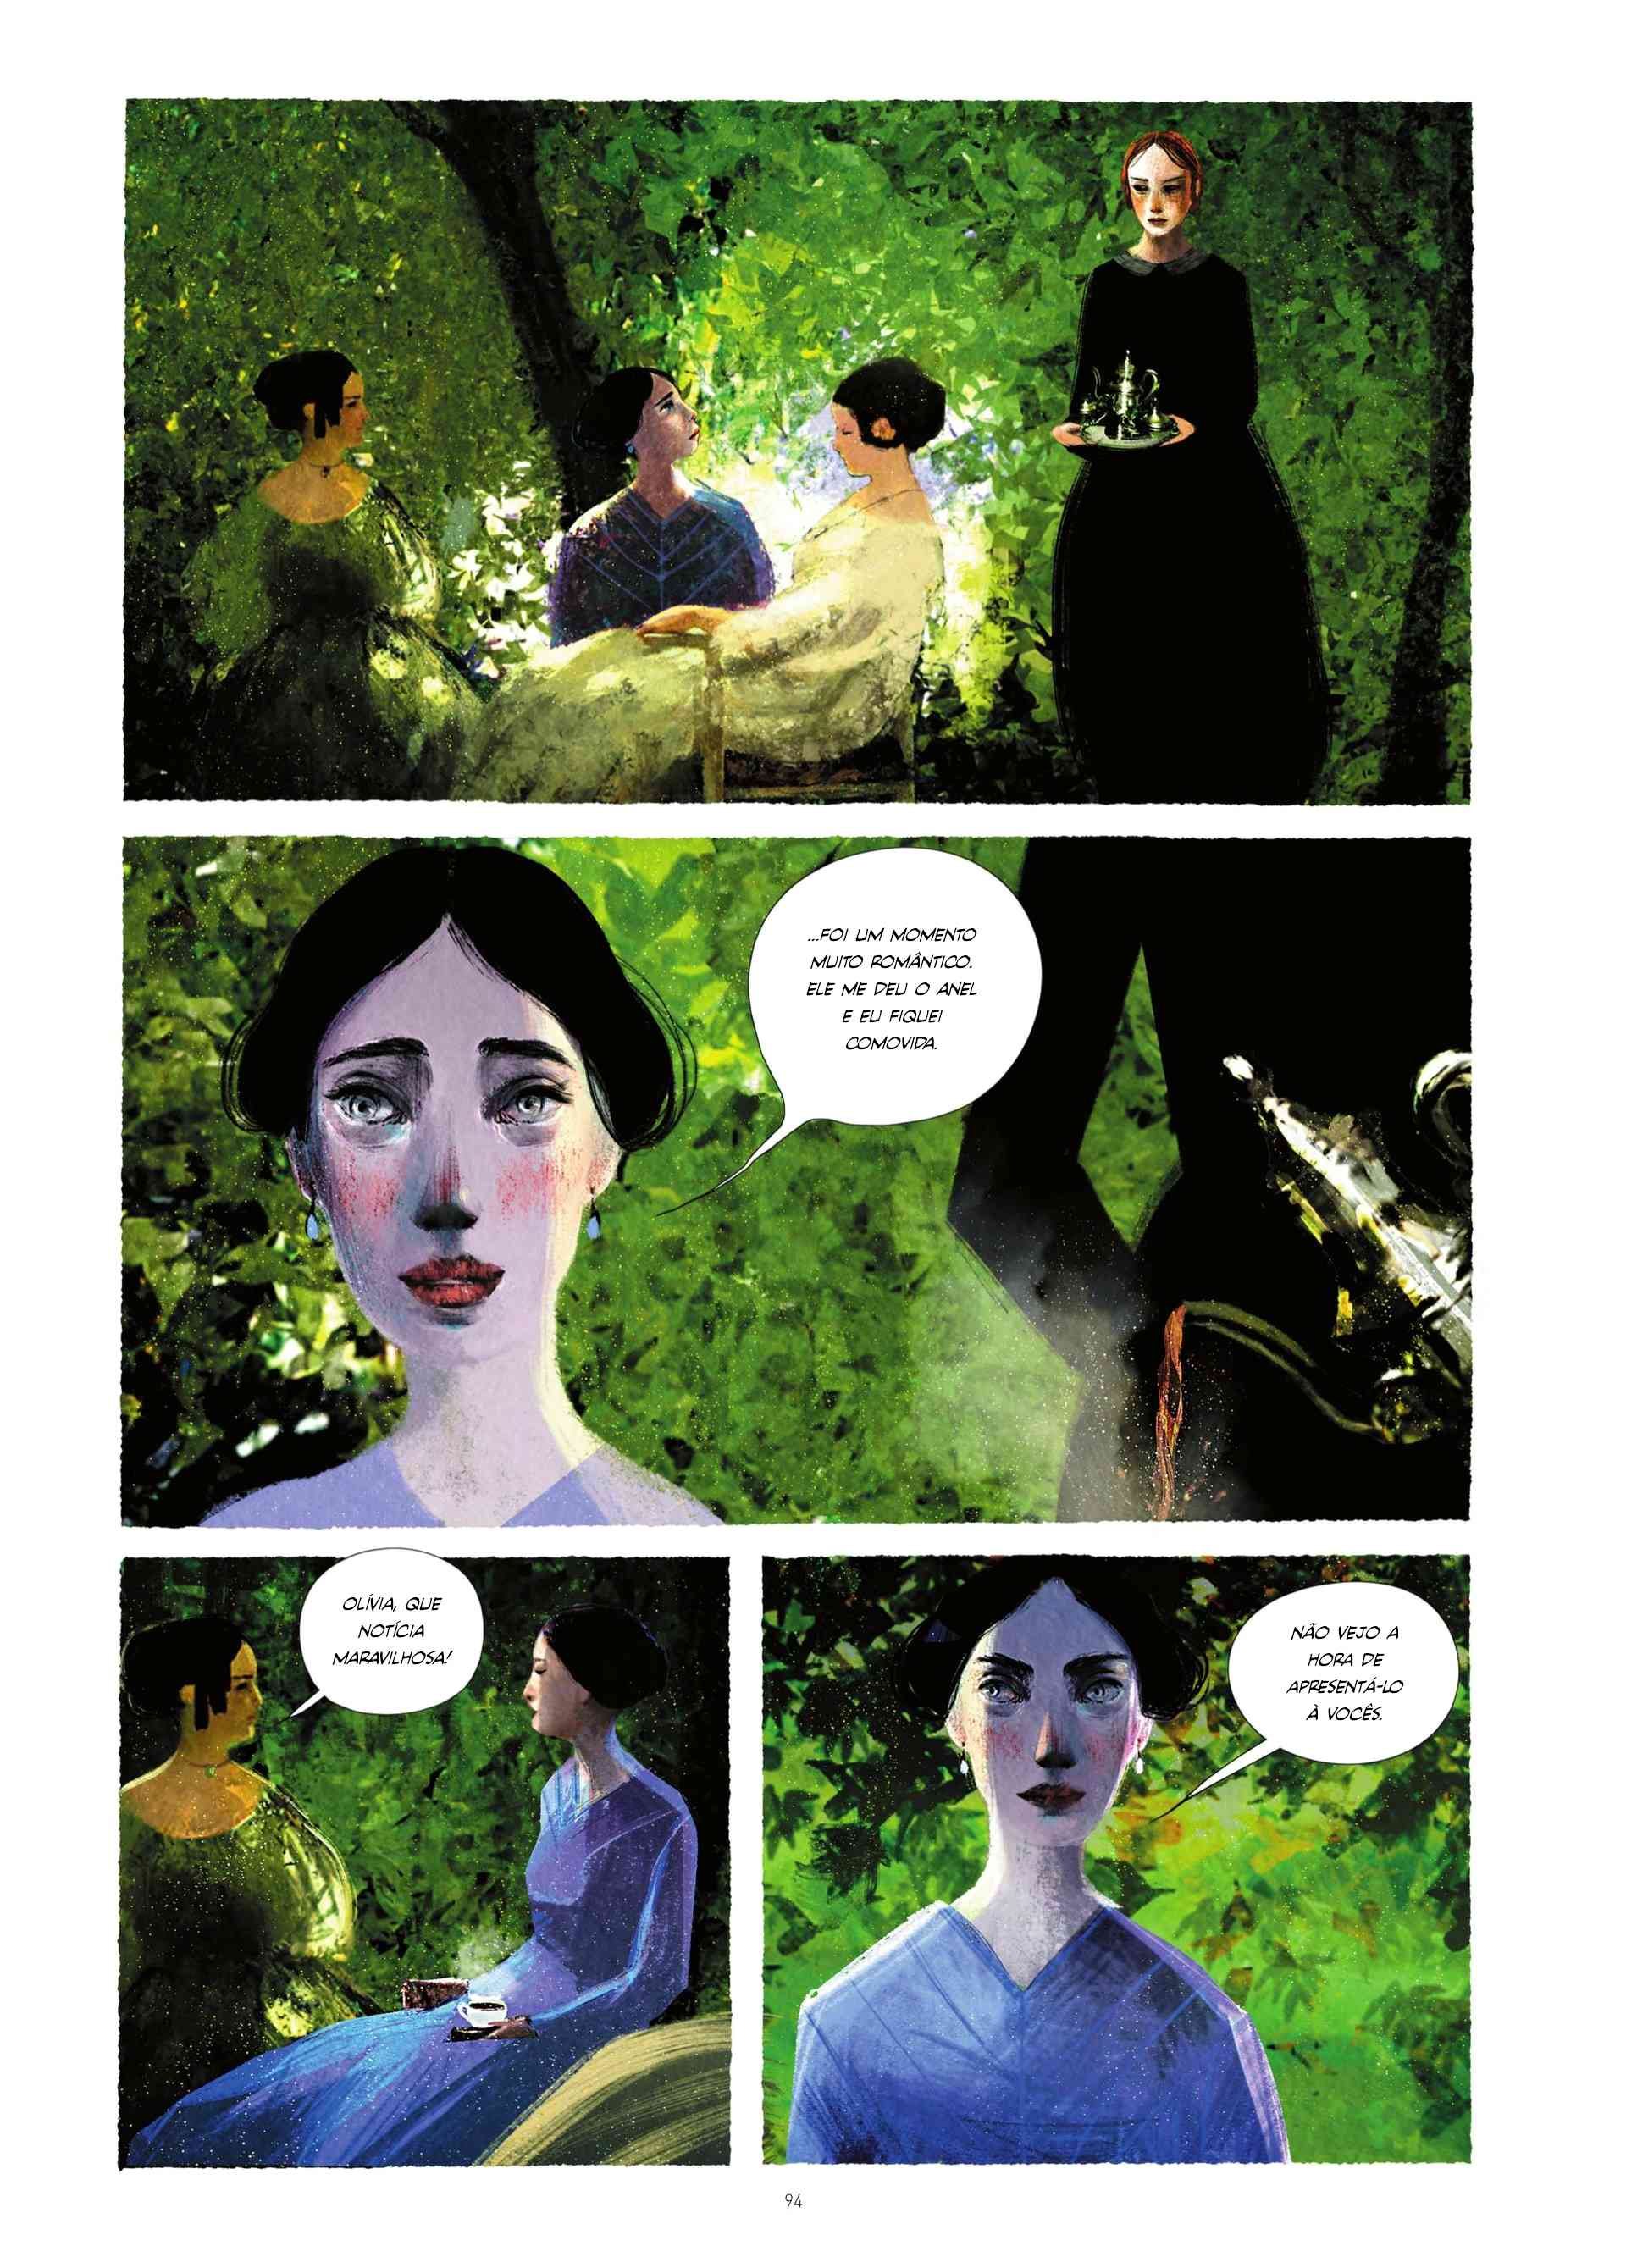 ...FOI UM MOMENTO
MUITO ROMÂNTICO.
ELE ME DEU O ANEL
E EU FIQUEI
COMOVIDA.
OLÍVIA, QUE
NOTÍCIA
MARAVILHOSA!
NÃO VEJO A
HORA DE
APRESENTÁ-LO
À VOCÊS.
94